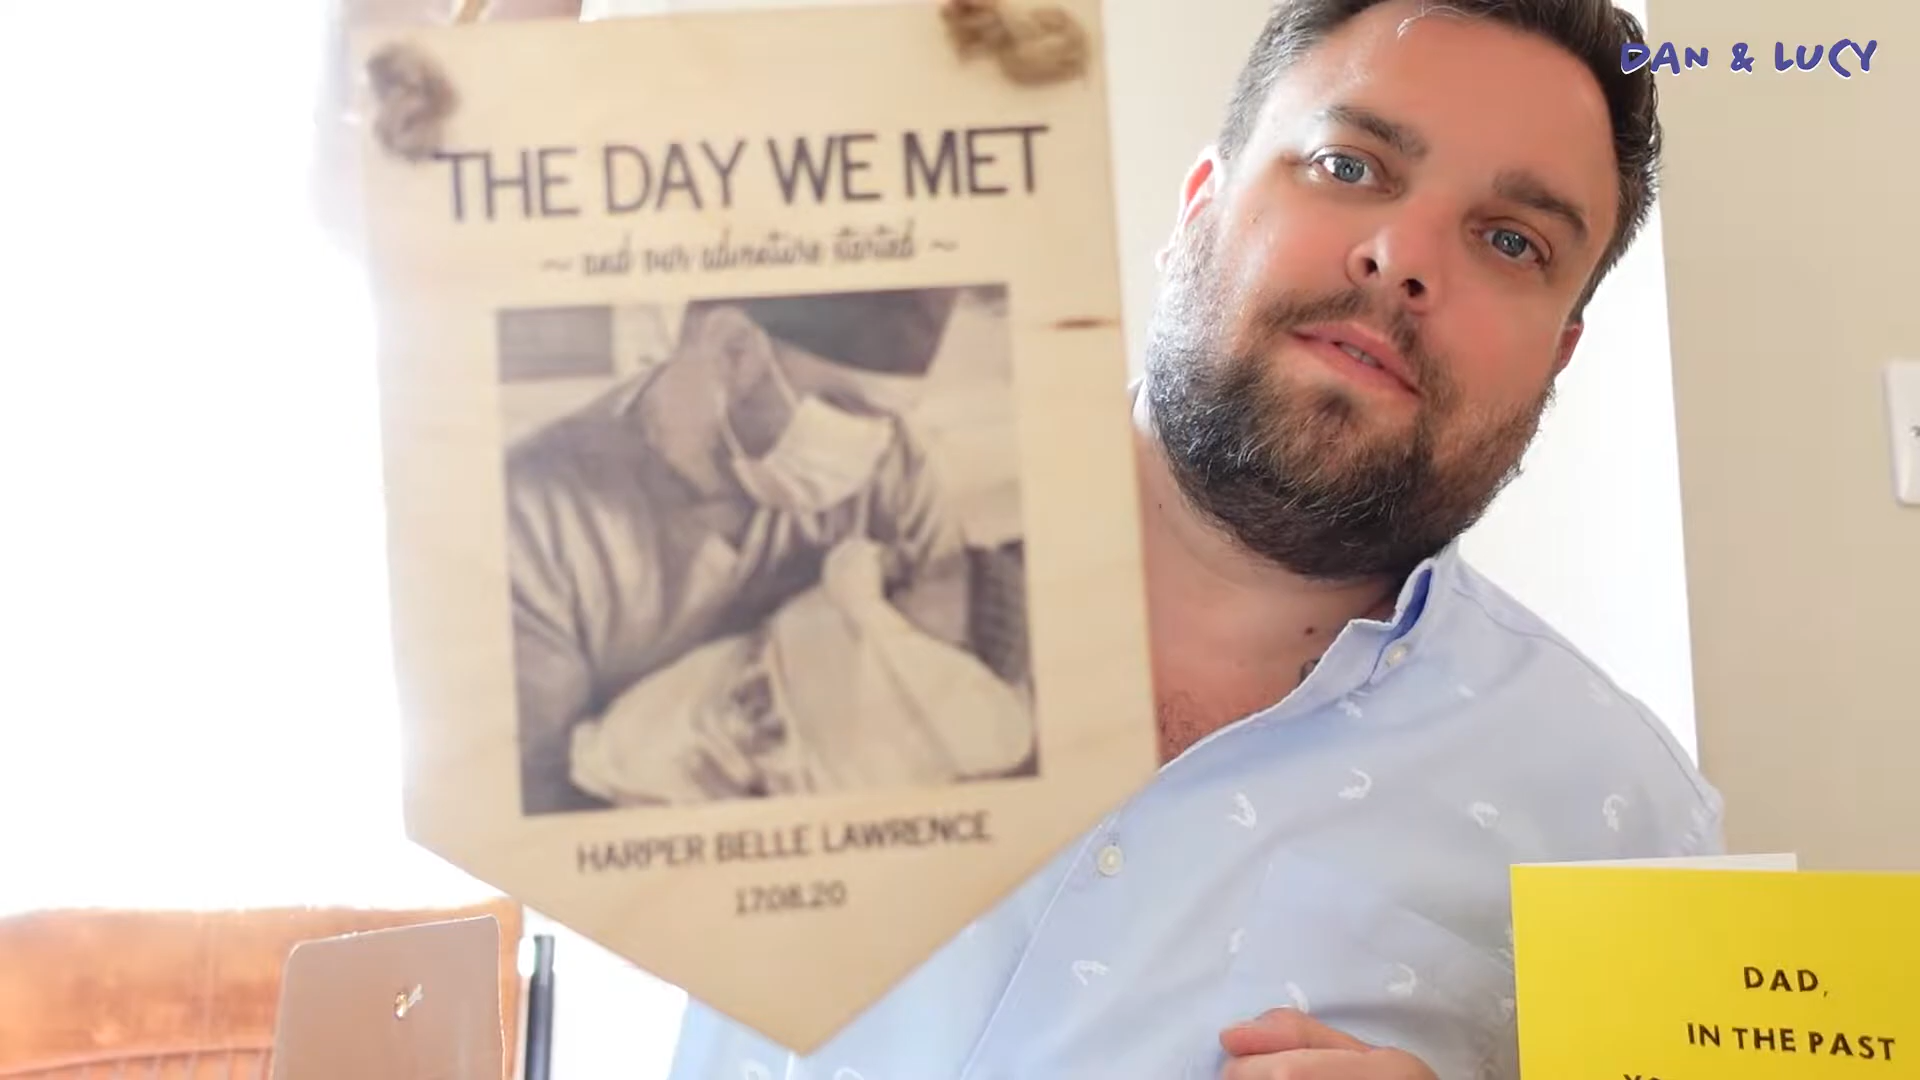 DAN & LUCY
THE DAY WE MET
~ and our adventure started ~
HARPER BELLE LAWRENCE
17.08.20
DAD,
IN THE PAST